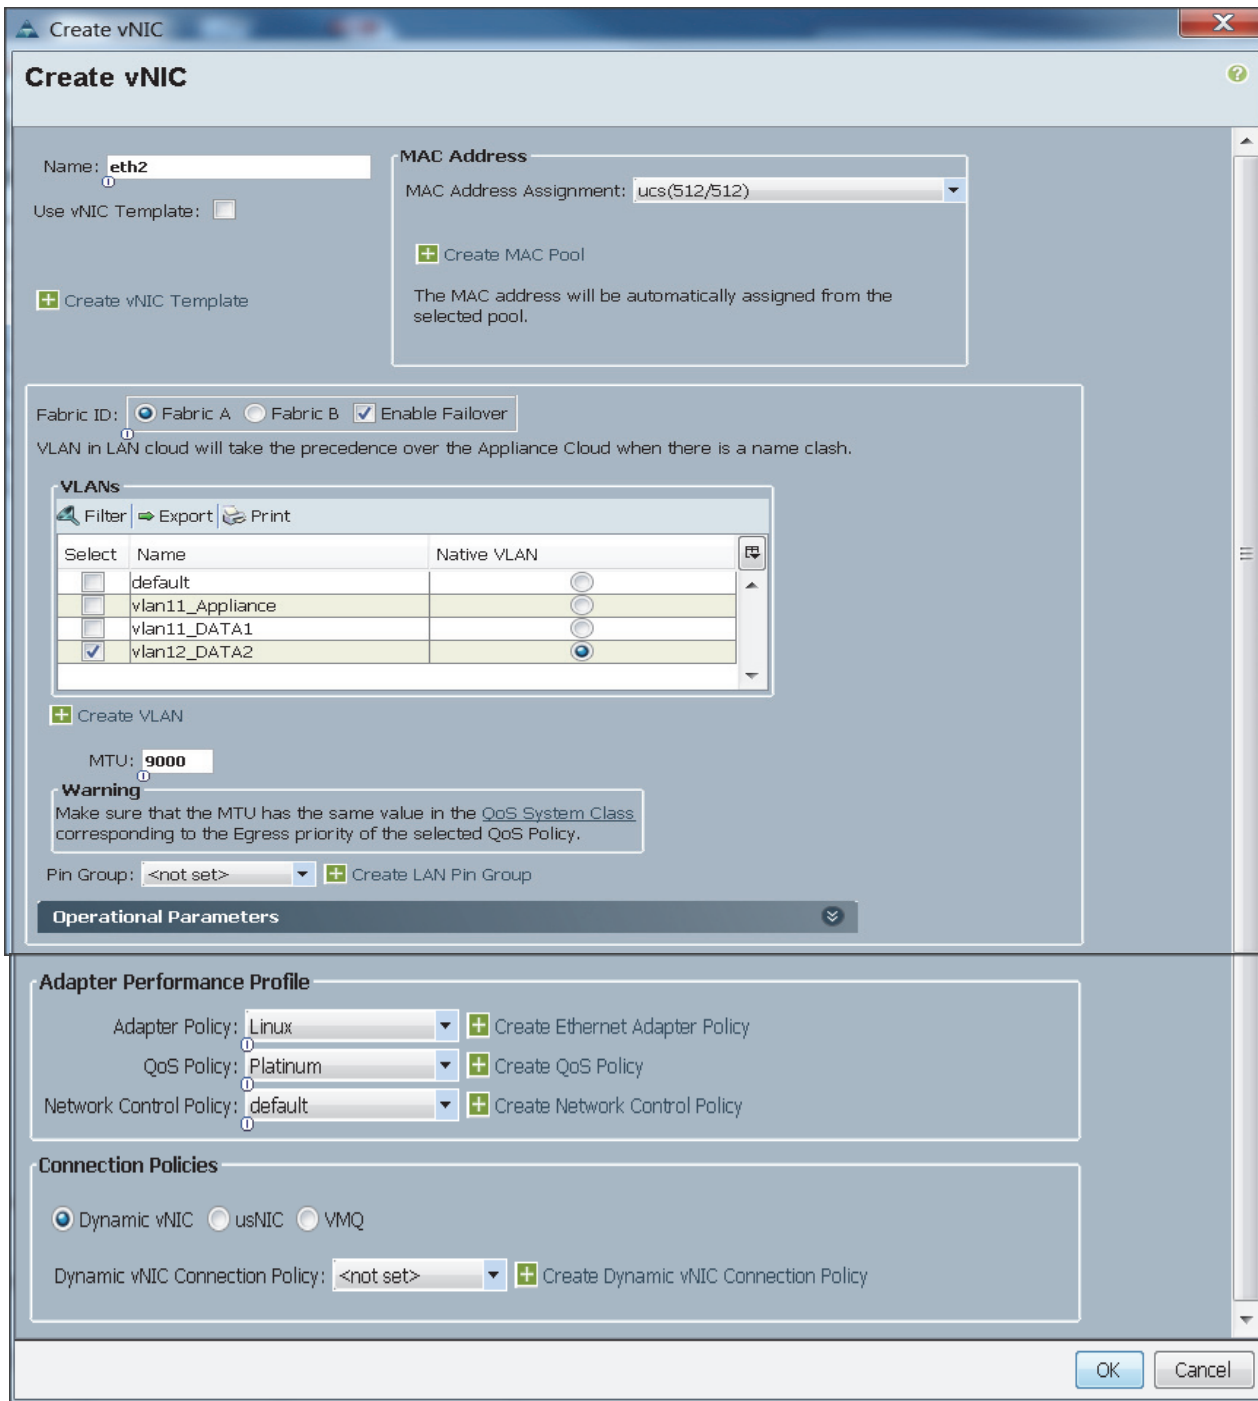 Create vNIC
Create vNIC
Name: eth2
Use vNIC Template:
Create vNIC Template
MAC Address
MAC Address Assignment: ucs(512/512)
Create MAC Pool
The MAC address will be automatically assigned from the
selected pool.
Fabric ID: Fabric A Fabric B Enable Failover
VLAN in LAN cloud will take the precedence over the Appliance Cloud when there is a name clash.
VLANs
Filter Export Print
Select Name Native VLAN
default
vlan11_Appliance
vlan11_DATA1
vlan12_DATA2
Create VLAN
MTU: 9000
Warning
Make sure that the MTU has the same value in the QoS System Class
corresponding to the Egress priority of the selected QoS Policy.
Pin Group: <not set> Create LAN Pin Group
Operational Parameters
Adapter Performance Profile
Adapter Policy: Linux Create Ethernet Adapter Policy
QoS Policy: Platinum Create QoS Policy
Network Control Policy: default Create Network Control Policy
Connection Policies
Dynamic vNIC usNIC VMQ
Dynamic vNIC Connection Policy: <not set> Create Dynamic vNIC Connection Policy
OK Cancel